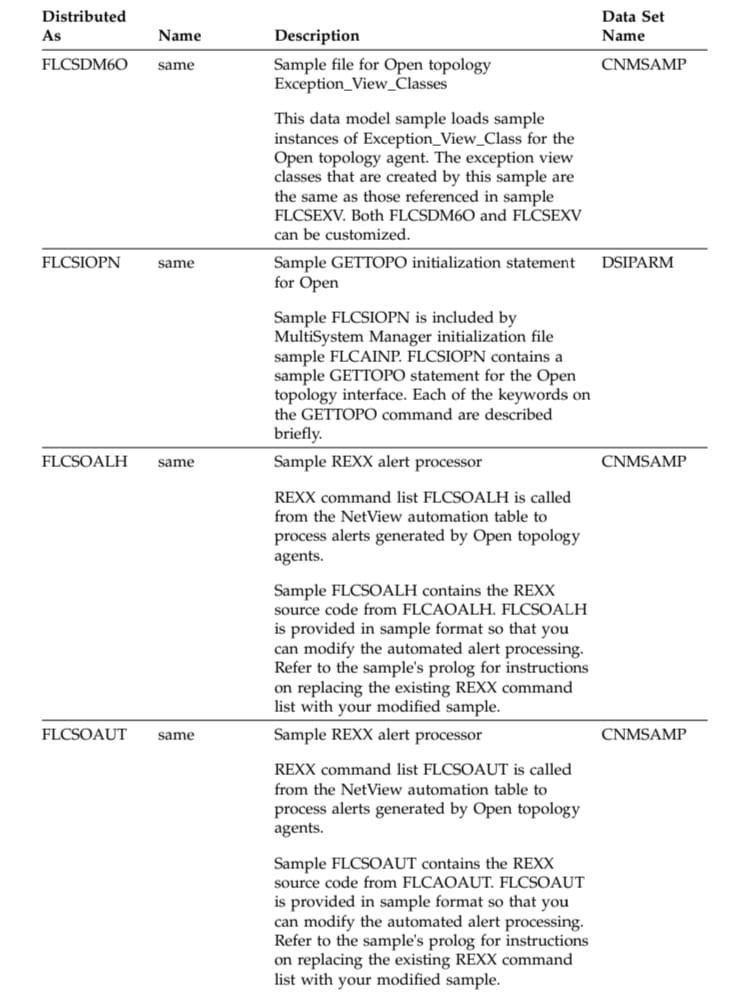 Distributed As Name Description Data Set Name
FLCSDM6O same Sample file for Open topology CNMSAMP
Exception_View_Classes
This data model sample loads sample
instances of Exception_View_Class for the
Open topology agent. The exception view
classes that are created by this sample are
the same as those referenced in sample
FLCSEXV. Both FLCSDM6O and FLCSEXV
can be customized.
FLCSIOPN same Sample GETTOPO initialization statement DSIPARM
for Open
Sample FLCSIOPN is included by
MultiSystem Manager initialization file
sample FLCAINP. FLCSIOPN contains a
sample GETTOPO statement for the Open
topology interface. Each of the keywords on
the GETTOPO command are described
briefly.
FLCSOALH same Sample REXX alert processor CNMSAMP
REXX command list FLCSOALH is called
from the NetView automation table to
process alerts generated by Open topology
agents.
Sample FLCSOALH contains the REXX
source code from FLCAOALH. FLCSOALH
is provided in sample format so that you
can modify the automated alert processing.
Refer to the sample's prolog for instructions
on replacing the existing REXX command
list with your modified sample.
FLCSOAUT same Sample REXX alert processor CNMSAMP
REXX command list FLCSOAUT is called
from the NetView automation table to
process alerts generated by Open topology
agents.
Sample FLCSOAUT contains the REXX
source code from FLCAOAUT. FLCSOAUT
is provided in sample format so that you
can modify the automated alert processing.
Refer to the sample's prolog for instructions
on replacing the existing REXX command
list with your modified sample.